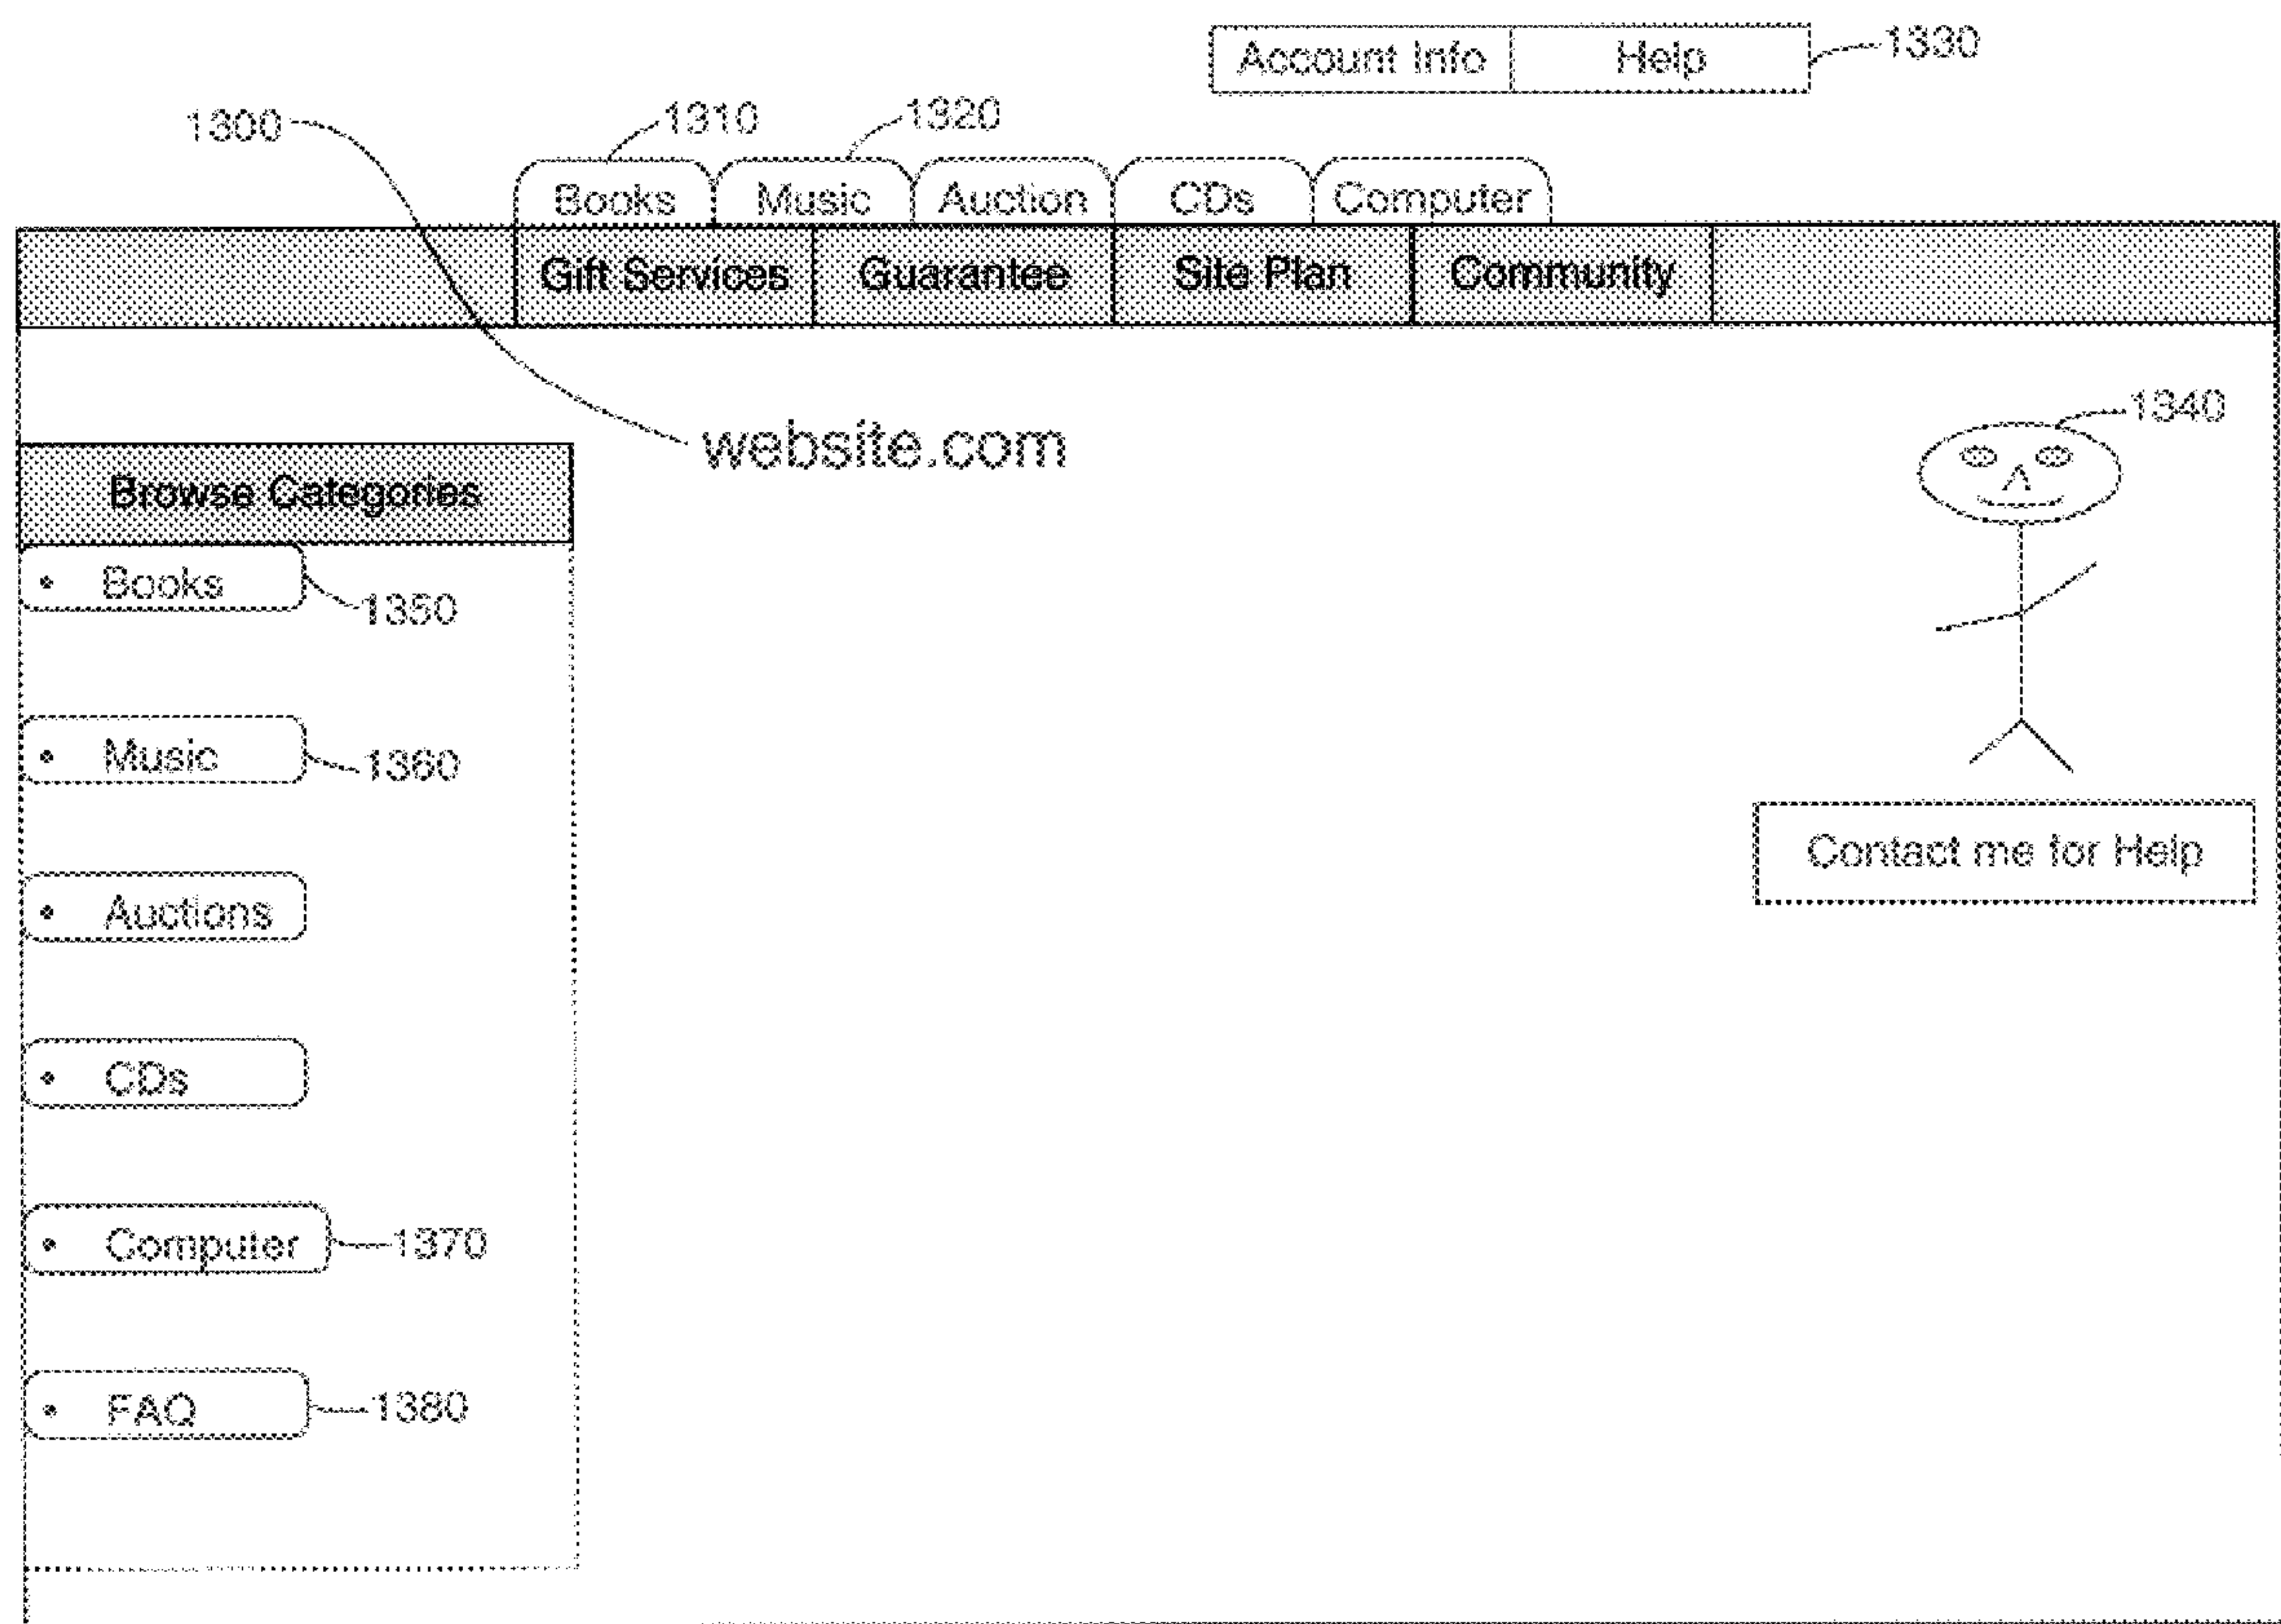 Account Info Help 1330
1300 1310 1320
Books Music Auction CDs Computer
Gift Services Guarantee Site Plan Community
1340
website.com
Browse Categories
• Books
1350
• Music 1360
Contact me for Help
• Auctions
• CDs
• Computer 1370
• FAQ 1380